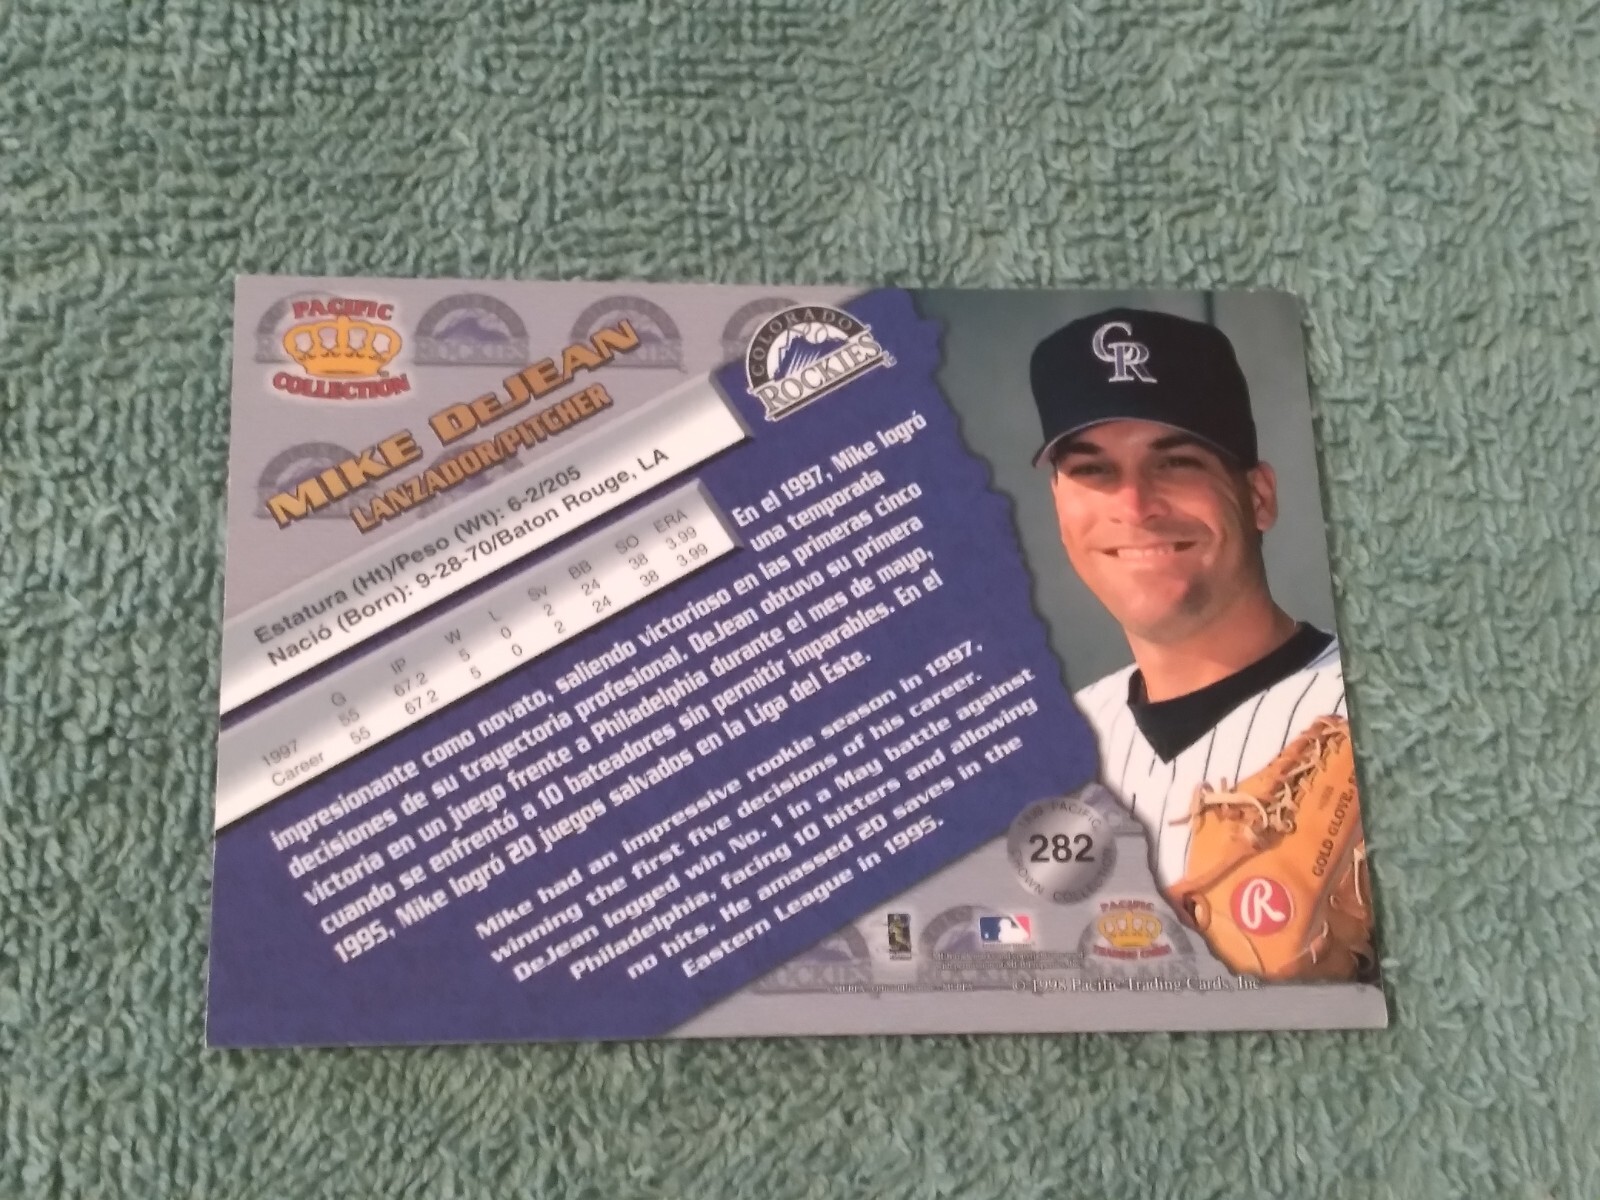 PACIFIC
COLLECTION
MIKE DeJEAN
LANZADOR/PITCHER
COLORADO
ROCKIES
Estatura (Ht)/Peso (Wt): 6-2/205
Nació (Born): 9-28-70/Baton Rouge, LA
G IP W L Sv BB SO ERA
1997 55 67.2 5 0 2 24 38 3.99
Career 55 67.2 5 0 2 24 38 3.99
En el 1997, Mike logró
una temporada
impresionante como novato, saliendo victorioso en las primeras cinco
decisiones de su trayectoria profesional. DeJean obtuvo su primera
victoria en un juego frente a Philadelphia durante el mes de mayo,
cuando se enfrentó a 10 bateadores sin permitir imparables. En el
1995, Mike logró 20 juegos salvados en la Liga del Este.
Mike had an impressive rookie season in 1997,
winning the first five decisions of his career.
DeJean logged win No. 1 in a May battle against
Philadelphia, facing 10 hitters and allowing
no hits. He amassed 20 saves in the
Eastern League in 1995.
CR
GOLD GLOVE
R
PACIFIC
282
CROWN COLLECTION
PACIFIC
TRADING CARDS
© 1998 Pacific Trading Cards, Inc